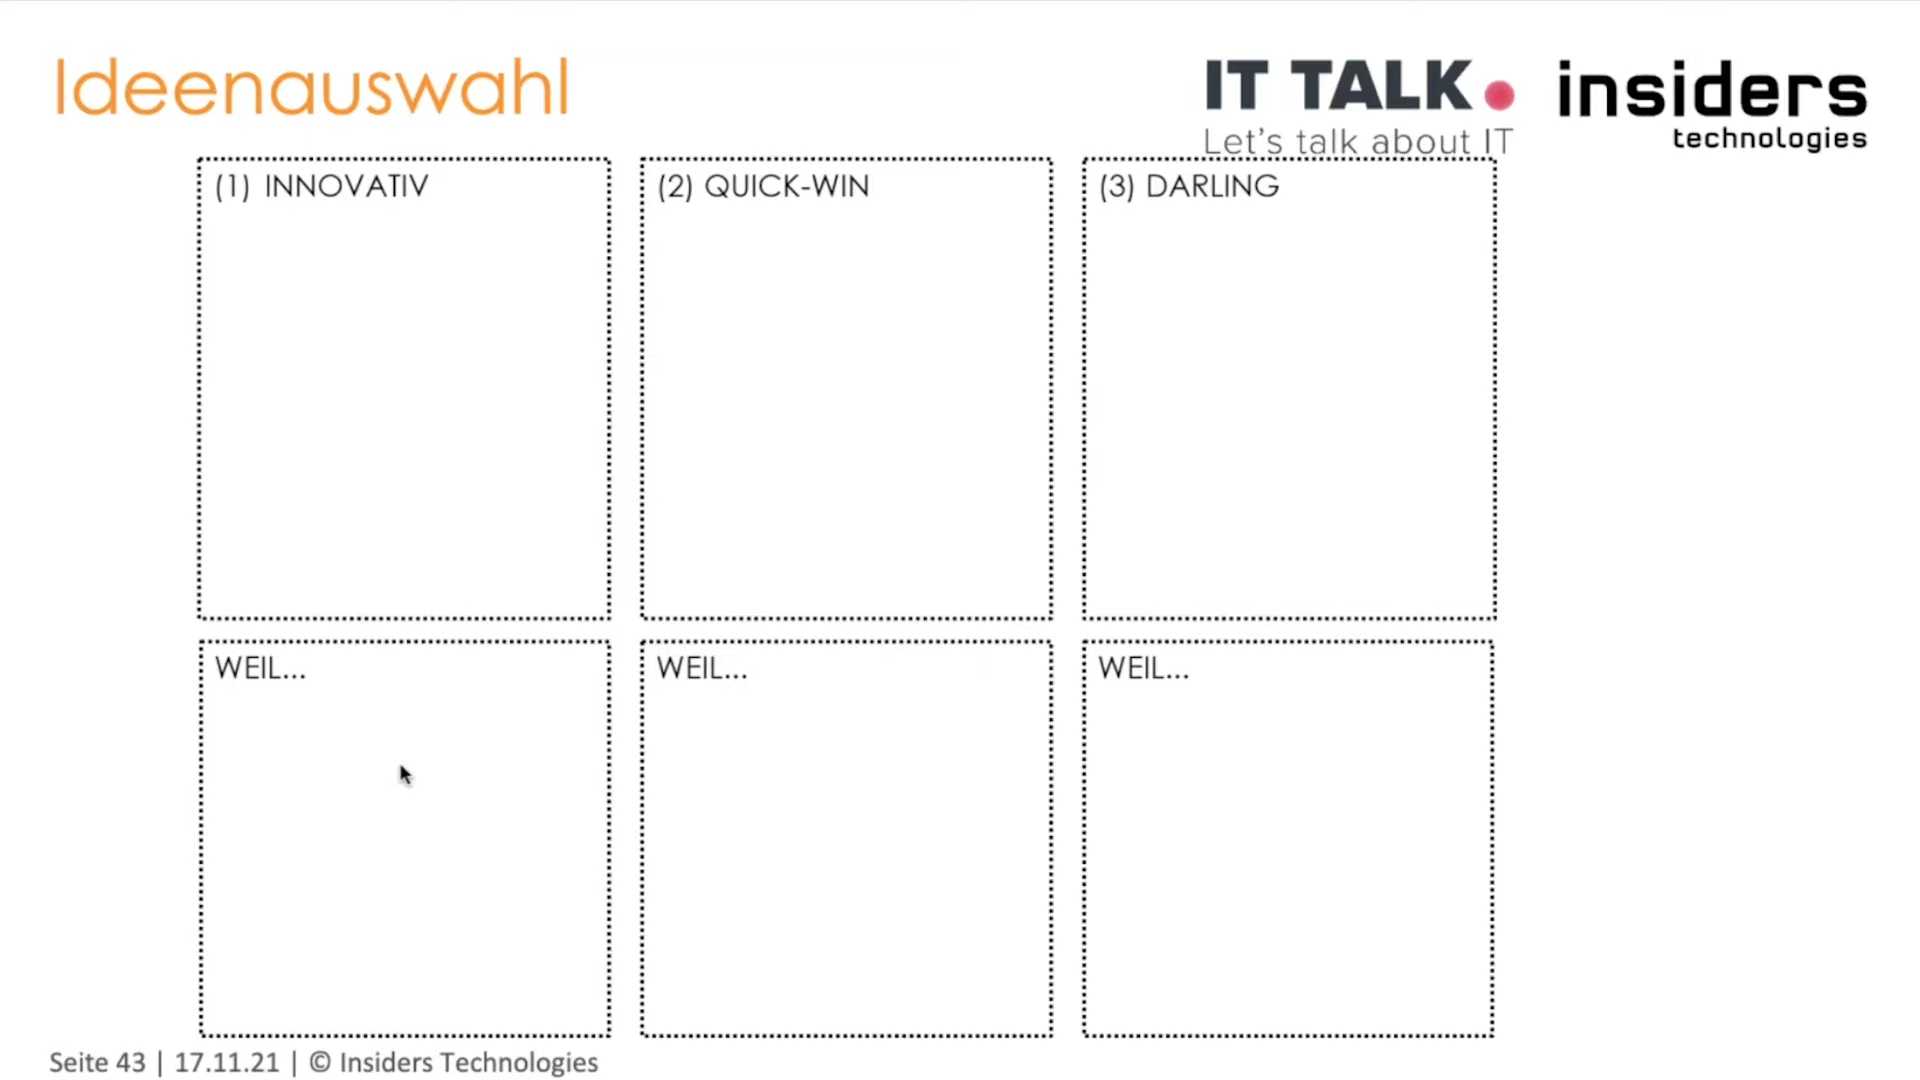 Ideenauswahl
IT TALK.
Let's talk about IT
insiders
technologies
(1) INNOVATIV
(2) QUICK-WIN
(3) DARLING
WEIL...
WEIL...
WEIL...
Seite 43 | 17.11.21 | © Insiders Technologies